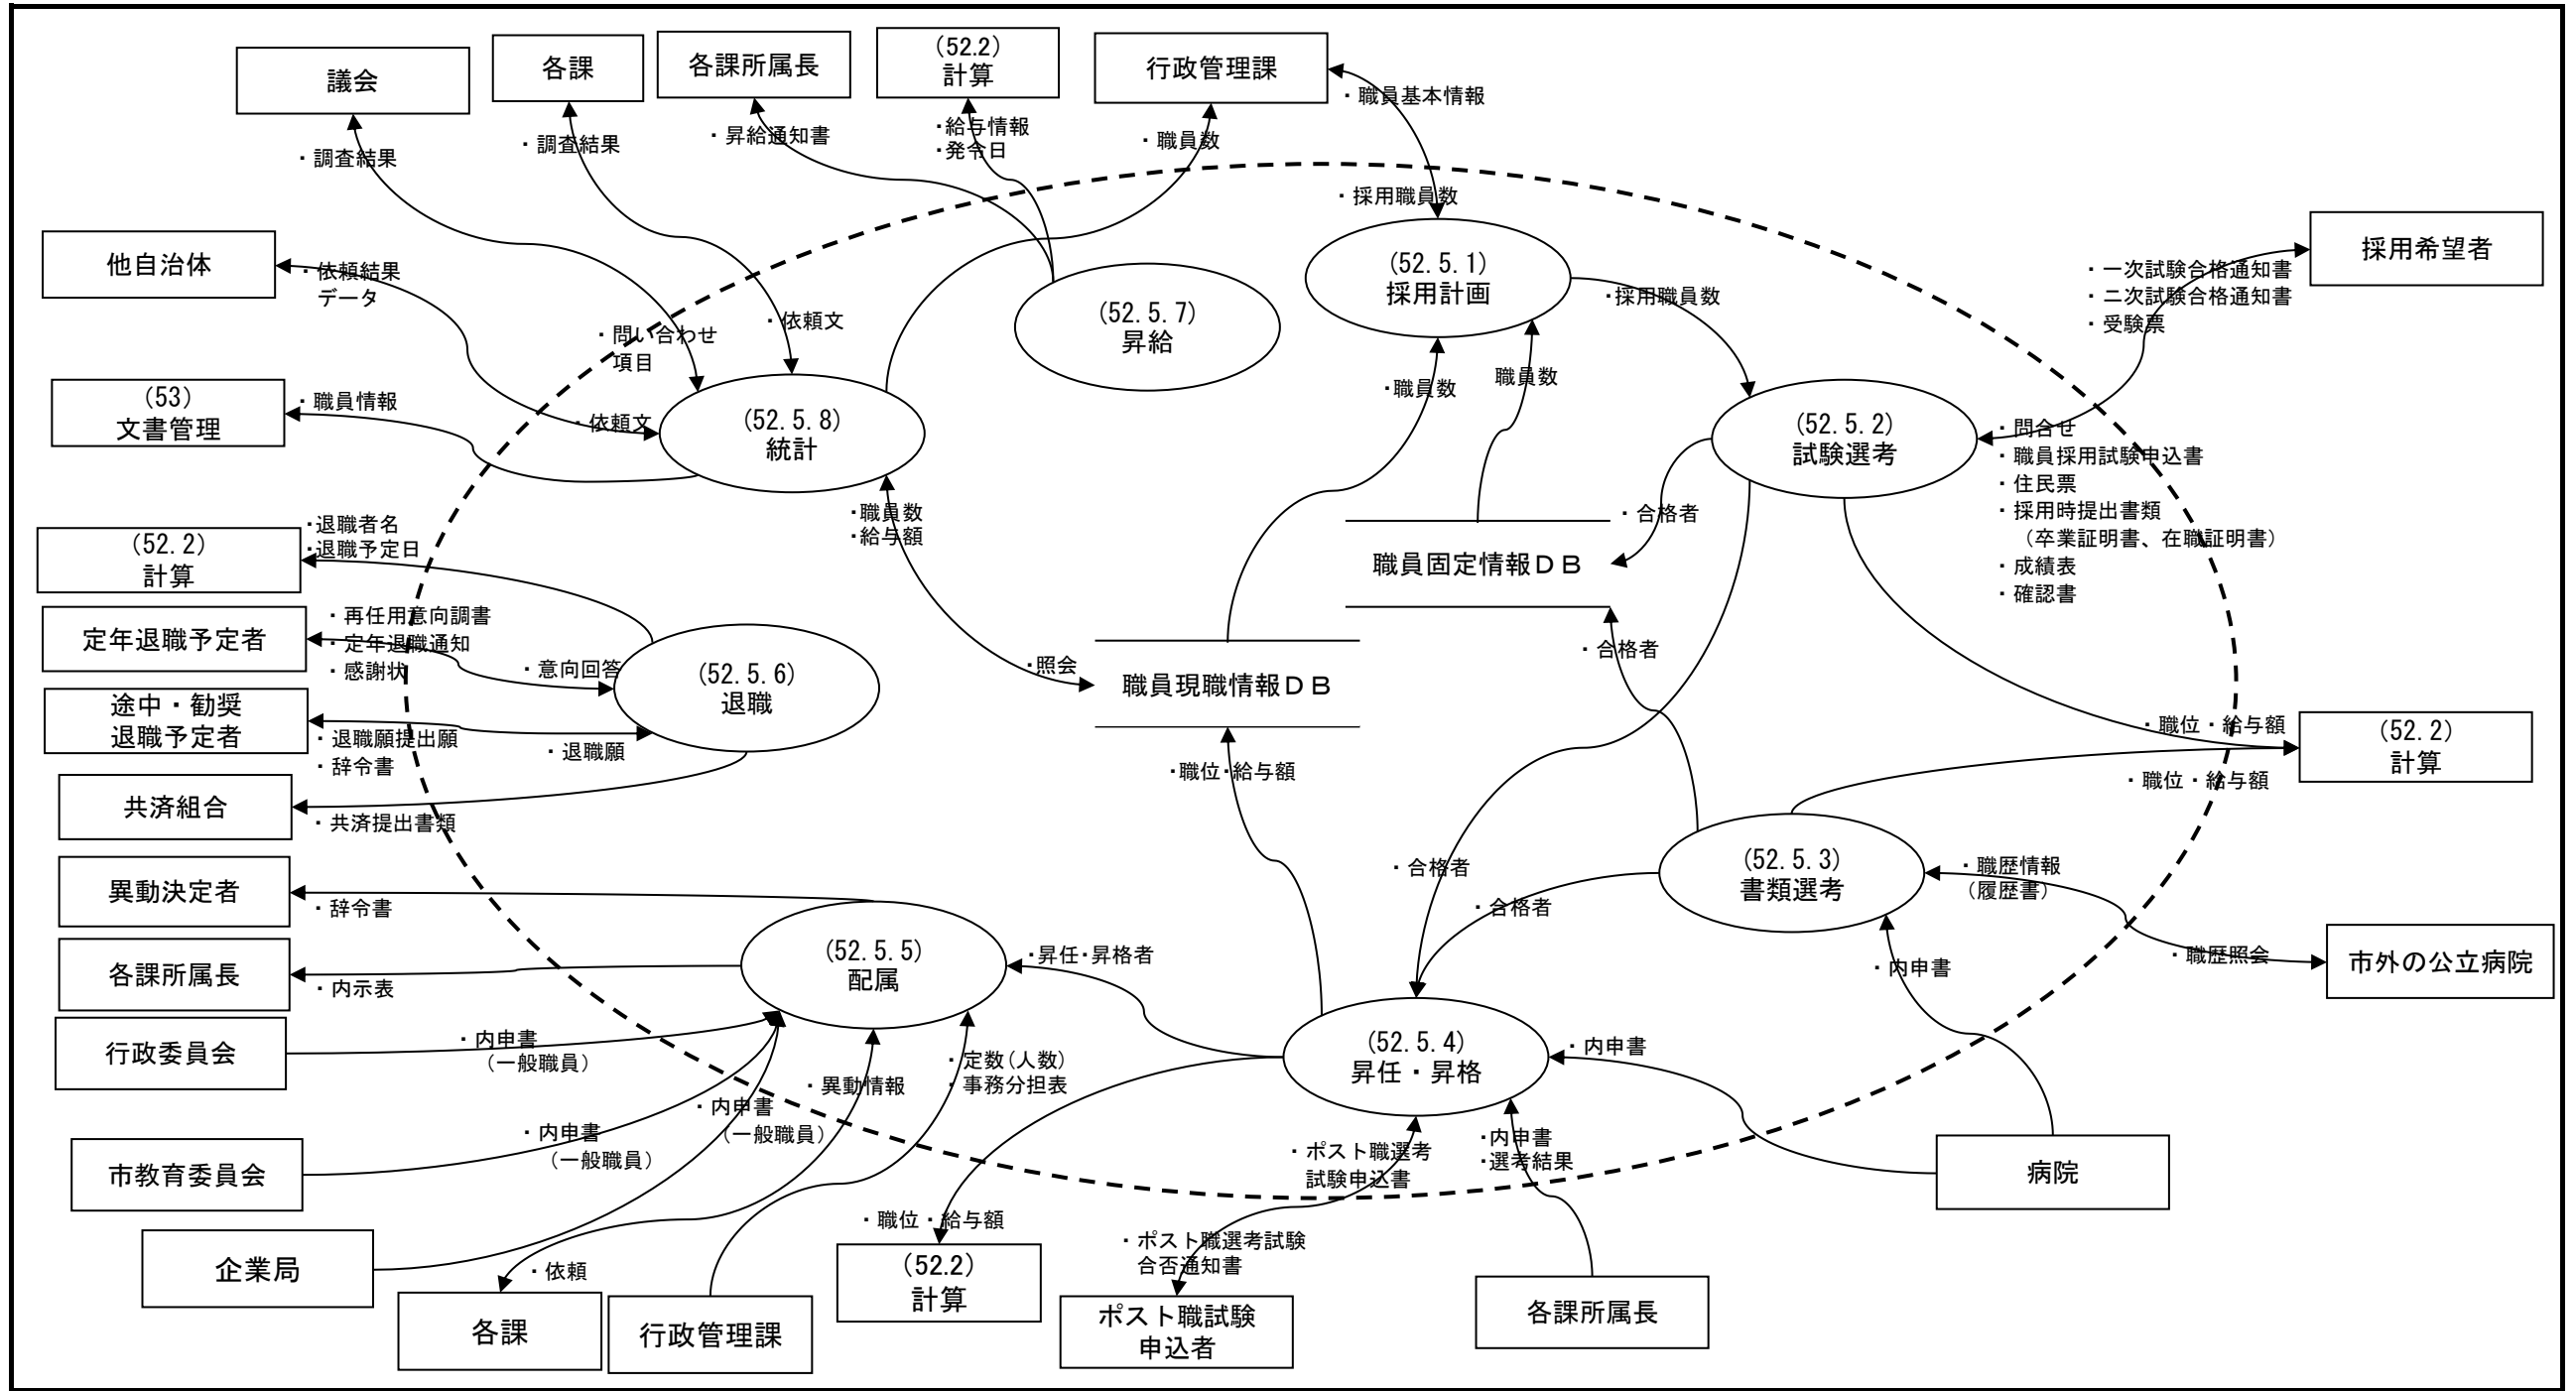 議会
各課
各課所属長
（52.2）
計算
行政管理課
・職員基本情報
・調査結果
・調査結果
・昇給通知書
・給与情報
・発令日
・職員数
・採用職員数
他自治体
・依頼結果
データ
・問い合わせ
項目
・依頼文
(52.5.7)
昇給
(52.5.1)
採用計画
・採用職員数
・一次試験合格通知書
・二次試験合格通知書
・受験票
採用希望者
（53）
文書管理
・職員情報
・依頼文
(52.5.8)
統計
・職員数
職員数
(52.5.2)
試験選考
・問合せ
・職員採用試験申込書
・住民票
・採用時提出書類
（卒業証明書、在職証明書）
・成績表
・確認書
・職員数
・給与額
・合格者
職員固定情報ＤＢ
（52.2）
計算
・退職者名
・退職予定日
定年退職予定者
・再任用意向調書
・定年退職通知
・感謝状
・意向回答
(52.5.6)
退職
・照会
職員現職情報ＤＢ
・合格者
途中・勧奨
退職予定者
・退職願提出願
・辞令書
・退職願
・職位・給与額
・職位・給与額
（52.2）
計算
・職位・給与額
共済組合
・共済提出書類
異動決定者
・辞令書
・合格者
・合格者
(52.5.3)
書類選考
・職歴情報
（履歴書）
各課所属長
・内示表
(52.5.5)
配属
・昇任・昇格者
・内申書
・職歴照会
市外の公立病院
行政委員会
・内申書
（一般職員）
・定数(人数)
・事務分担表
・異動情報
(52.5.4)
昇任・昇格
・内申書
・内申書
（一般職員）
市教育委員会
・内申書
（一般職員）
・ポスト職選考
試験申込書
・内申書
・選考結果
病院
企業局
・依頼
・職位・給与額
（52.2）
計算
・ポスト職選考試験
合否通知書
各課
行政管理課
ポスト職試験
申込者
各課所属長